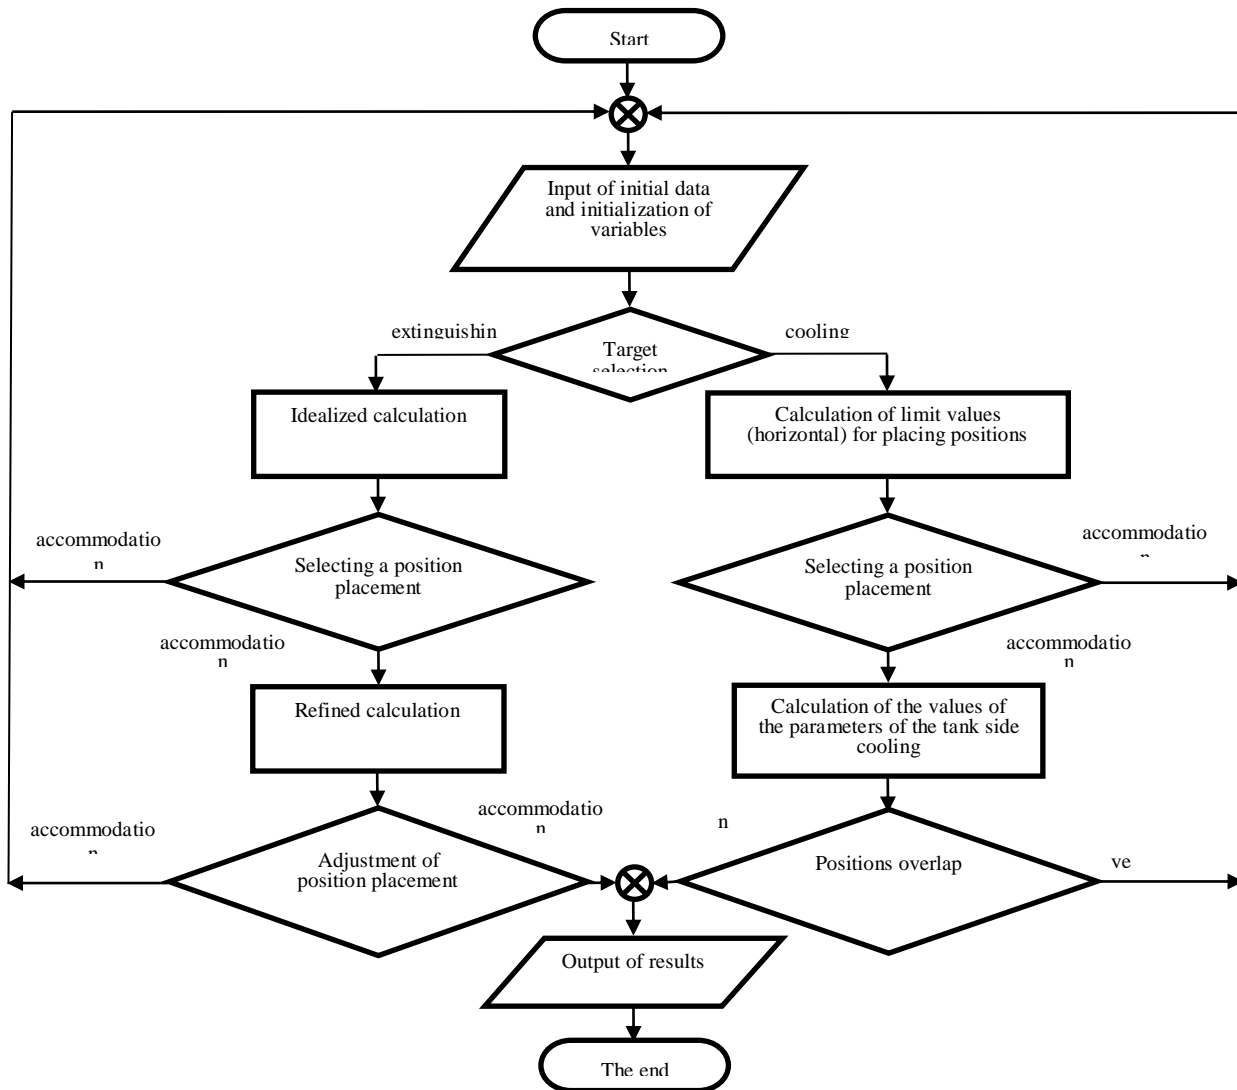 Start
Input of initial data
and initialization of
variables
extinguishin
cooling
Target
selection
Idealized calculation
Calculation of limit values
(horizontal) for placing positions
accommodatio
n
Selecting a position
placement
Selecting a position
placement
accommodatio
n
accommodatio
n
accommodatio
n
Refined calculation
Calculation of the values of
the parameters of the tank side
cooling
accommodatio
n
accommodatio
n
n
Adjustment of
position placement
Positions overlap
ve
Output of results
The end